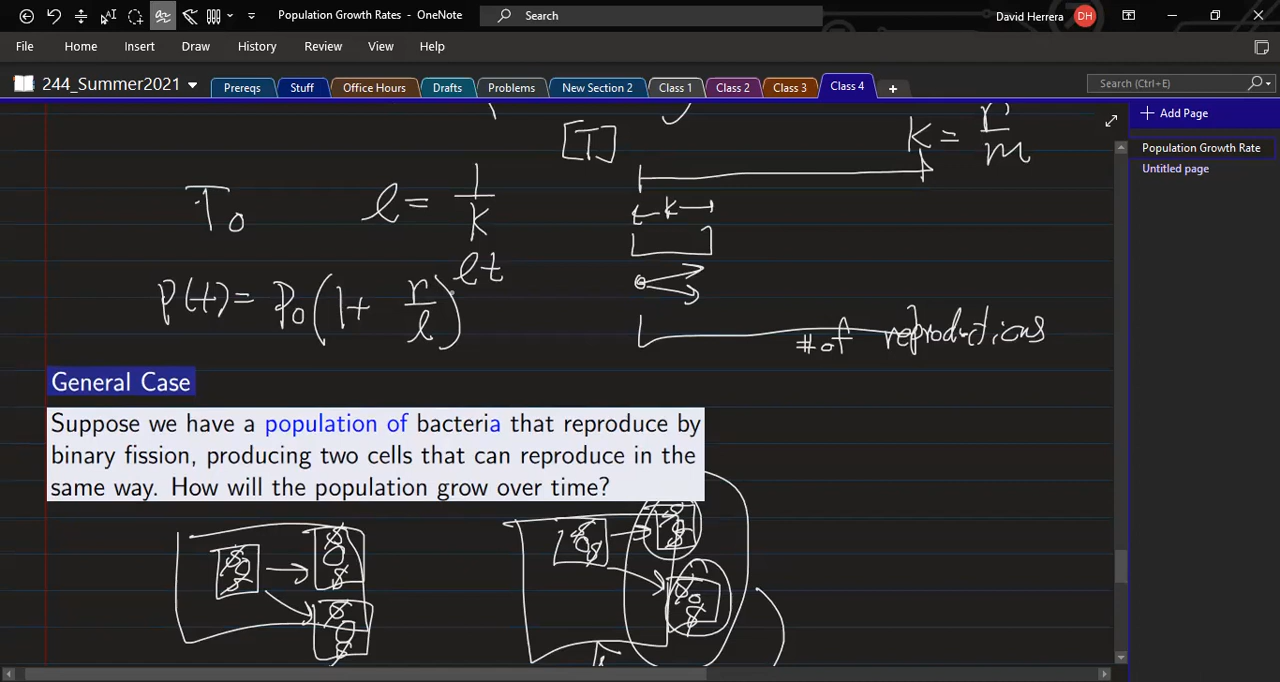 Population Growth Rates - OneNote
Search
David Herrera DH
File Home Insert Draw History Review View Help
244_Summer2021 Prereqs Stuff Office Hours Drafts Problems New Section 2 Class 1 Class 2 Class 3 Class 4 +
Search (Ctrl+E)
Add Page
Population Growth Rate
Untitled page
[T]
k = r/m
T₀ l = 1/k
k
P(t) = P₀(1 + r/l)^lt
# of reproductions
General Case
Suppose we have a population of bacteria that reproduce by
binary fission, producing two cells that can reproduce in the
same way. How will the population grow over time?